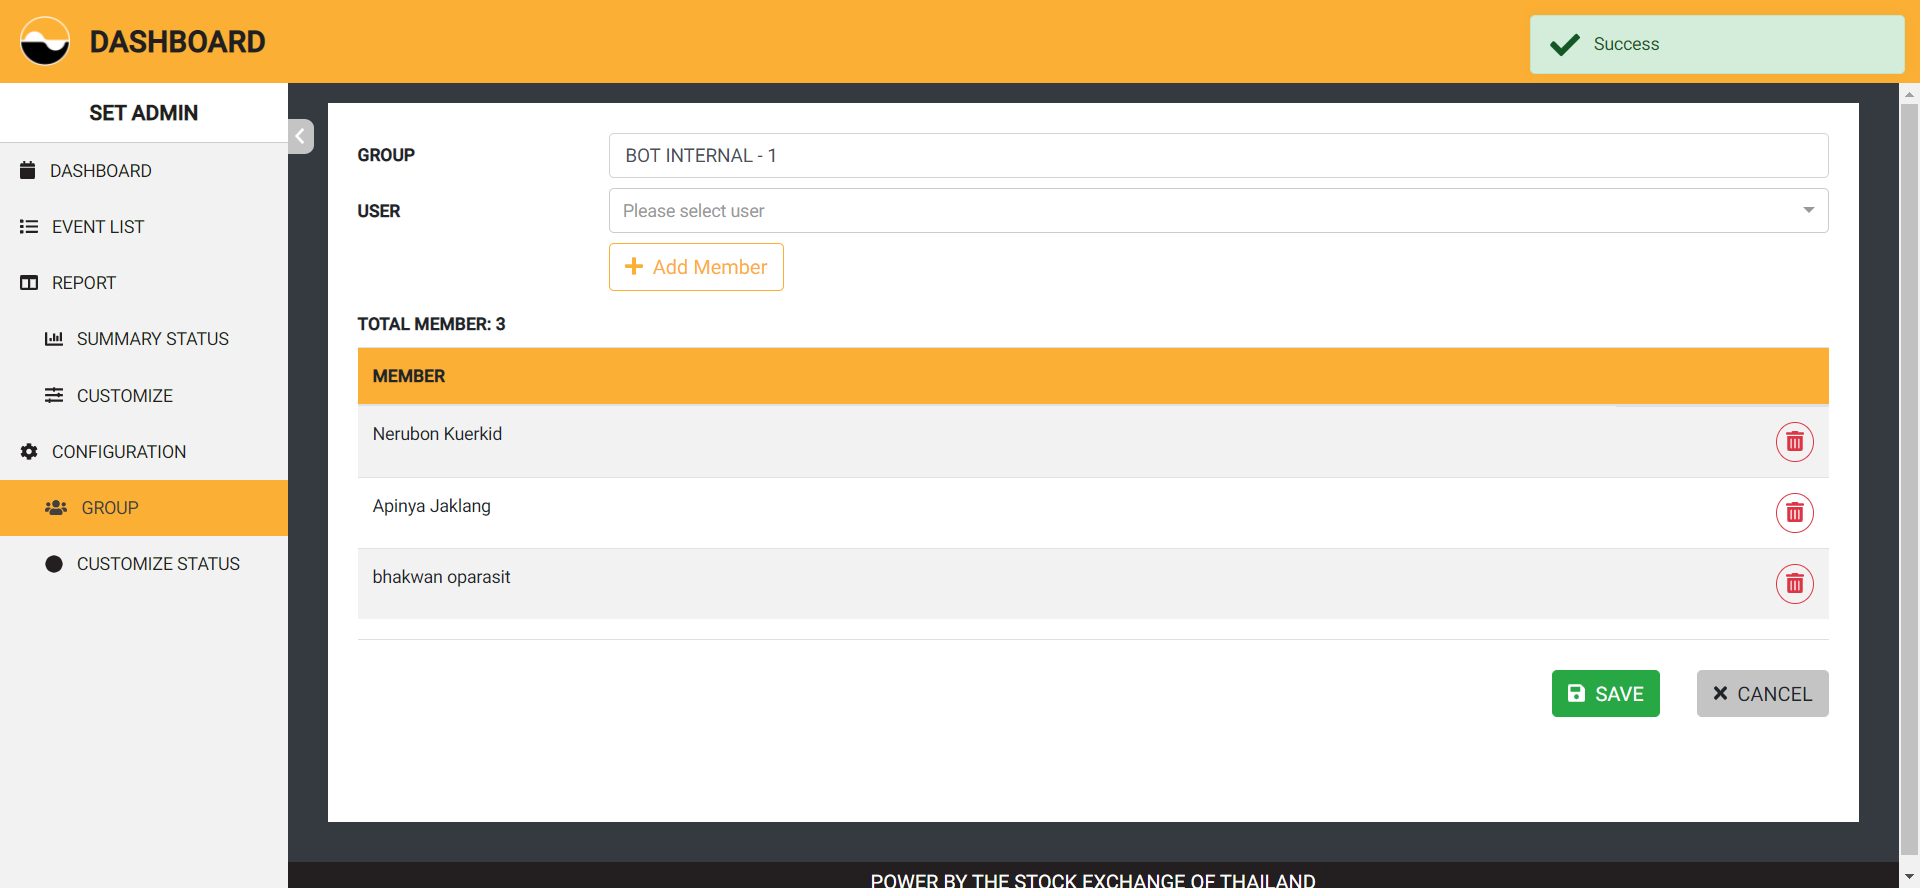 DASHBOARD
Success
SET ADMIN
DASHBOARD
EVENT LIST
REPORT
SUMMARY STATUS
CUSTOMIZE
CONFIGURATION
GROUP
CUSTOMIZE STATUS
GROUP
BOT INTERNAL - 1
USER
Please select user
Add Member
TOTAL MEMBER: 3
MEMBER
Nerubon Kuerkid
Apinya Jaklang
bhakwan oparasit
SAVE
CANCEL
POWER BY THE STOCK EXCHANGE OF THAILAND